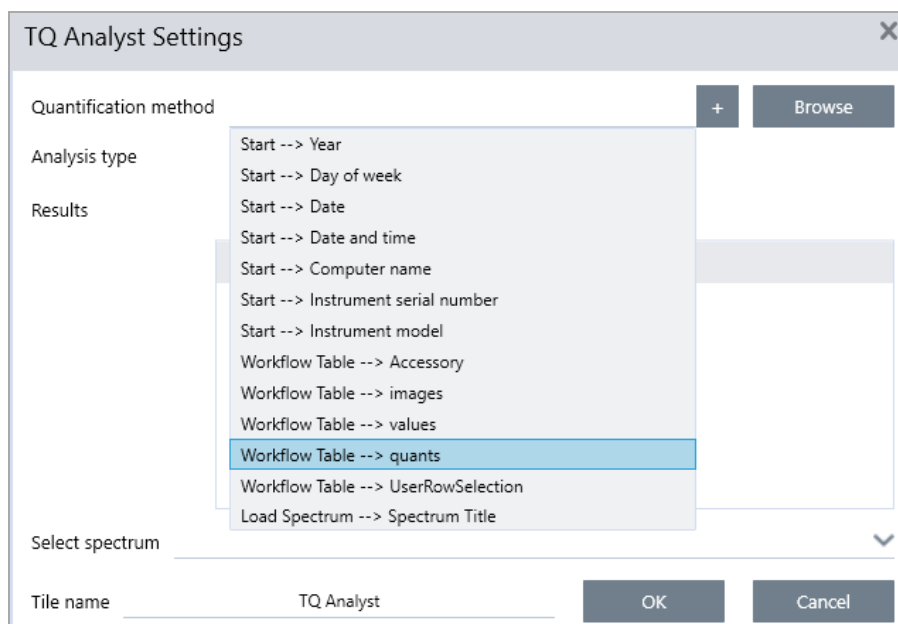 TQ Analyst Settings
Quantification method
+
Browse
Analysis type
Results
Start --> Year
Start --> Day of week
Start --> Date
Start --> Date and time
Start --> Computer name
Start --> Instrument serial number
Start --> Instrument model
Workflow Table --> Accessory
Workflow Table --> images
Workflow Table --> values
Workflow Table --> quants
Workflow Table --> UserRowSelection
Load Spectrum --> Spectrum Title
Select spectrum
Tile name TQ Analyst OK Cancel